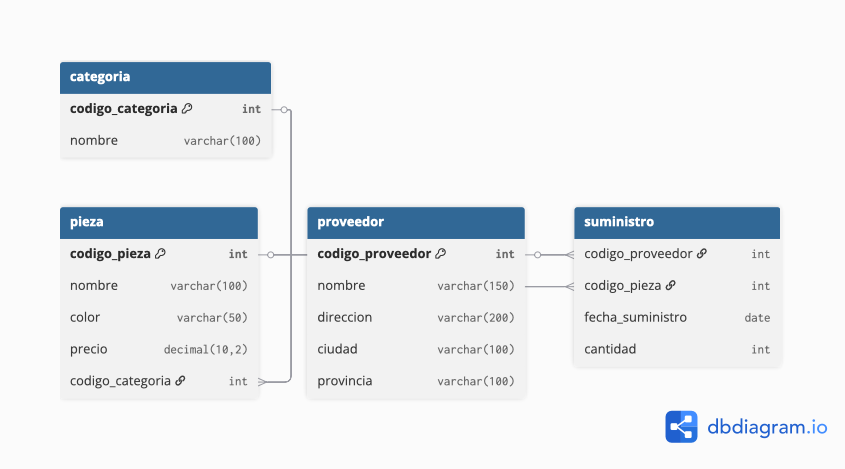 categoria
codigo_categoria int
nombre varchar(100)
pieza
codigo_pieza int
nombre varchar(100)
color varchar(50)
precio decimal(10,2)
codigo_categoria int
proveedor
codigo_proveedor int
nombre varchar(150)
direccion varchar(200)
ciudad varchar(100)
provincia varchar(100)
suministro
codigo_proveedor int
codigo_pieza int
fecha_suministro date
cantidad int
dbdiagram.io